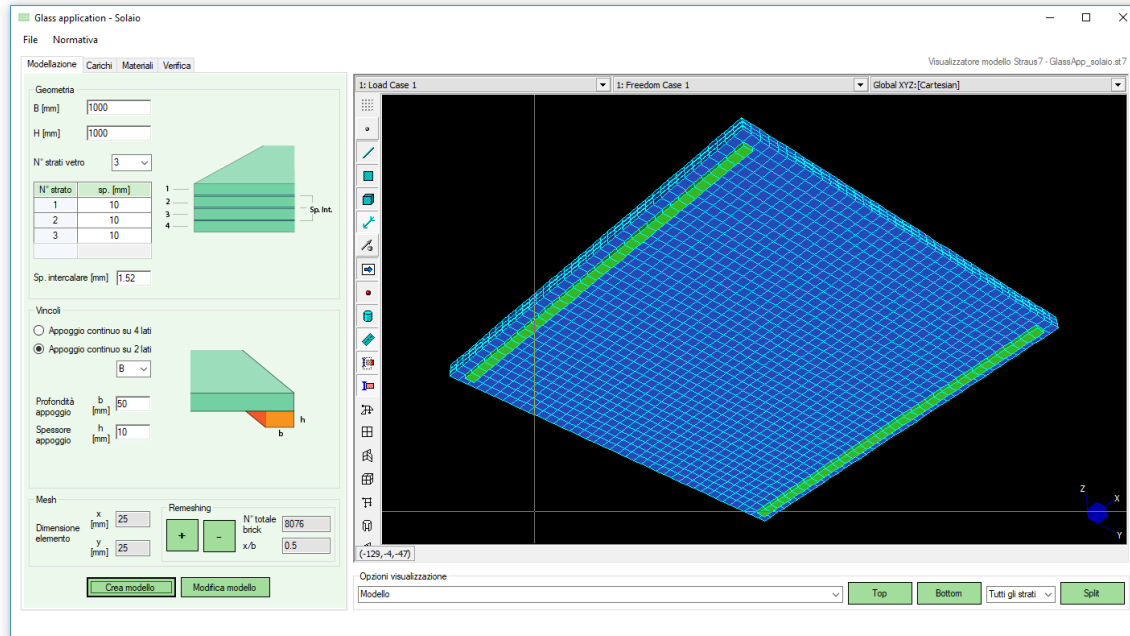 Glass application - Solaio
File Normativa
Modellazione Carichi Materiali Verifica
Visualizzatore modello Straus7 - GlassApp_solaio.st7
1: Load Case 1
1: Freedom Case 1
Global XYZ:[Cartesian]
Geometria
B [mm] 1000
H [mm] 1000
N° strati vetro 3
N° strato sp. [mm]
1 10
2 10
3 10
1
2
3
4
Sp. Int.
Sp. intercalare [mm] 1.52
Vincoli
Appoggio continuo su 4 lati
Appoggio continuo su 2 lati
B
Profondità appoggio b [mm] 50
Spessore appoggio h [mm] 10
h
b
Mesh
Dimensione elemento
x [mm] 25
y [mm] 25
Remeshing
+ -
N° totale brick 8076
x/b 0.5
Crea modello Modifica modello
Z
X
Y
(-129,-4,-47)
Opzioni visualizzazione
Modello Top Bottom Tutti gli strati Split